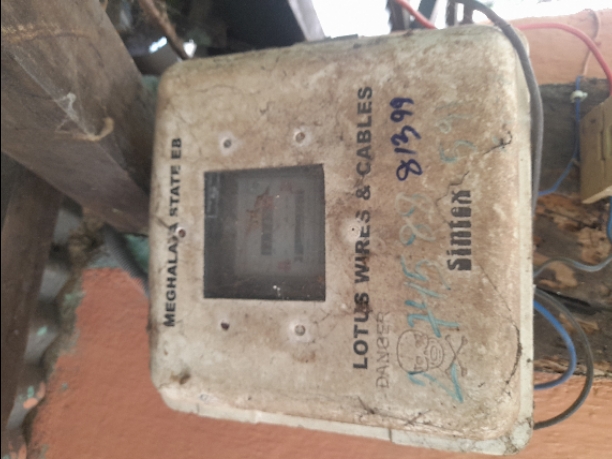 MEGHALAYA STATE EB
LOTUS WIRES & CABLES
DANGER
81399
Sintex